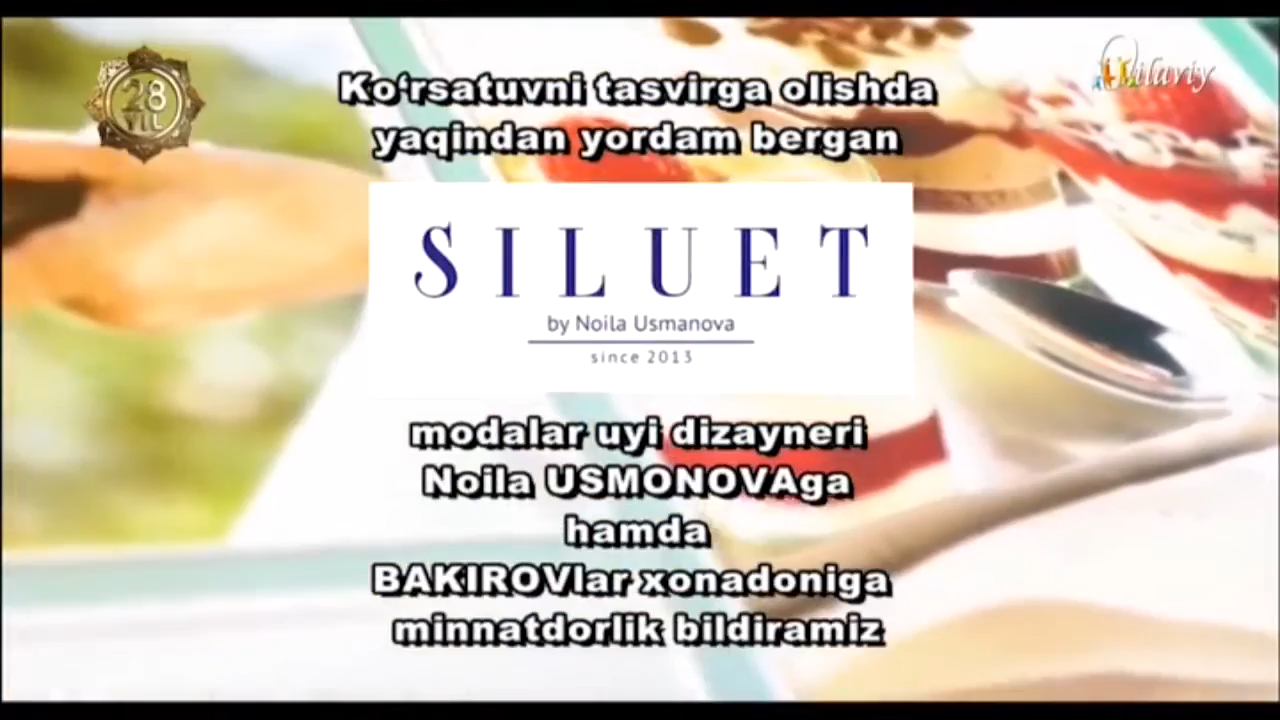 28
YIL
Oilaviy
Ko‘rsatuvni tasvirga olishda
yaqindan yordam bergan
SILUET
by Noila Usmanova
since 2013
modalar uyi dizayneri
Noila USMONOVAga
hamda
BAKIROVlar xonadoniga
minnatdorlik bildiramiz